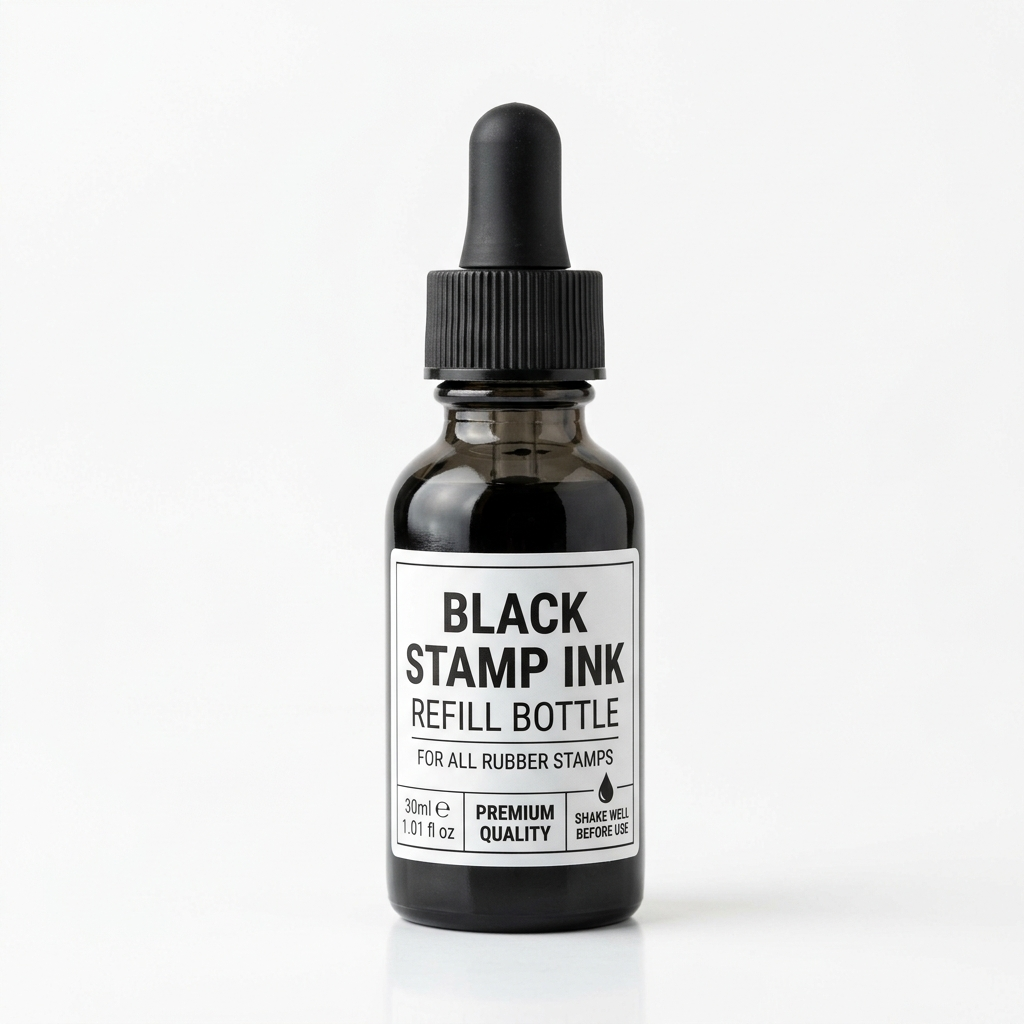 BLACK
STAMP INK
REFILL BOTTLE
FOR ALL RUBBER STAMPS
30ml ℮
1.01 fl oz
PREMIUM
QUALITY
SHAKE WELL
BEFORE USE